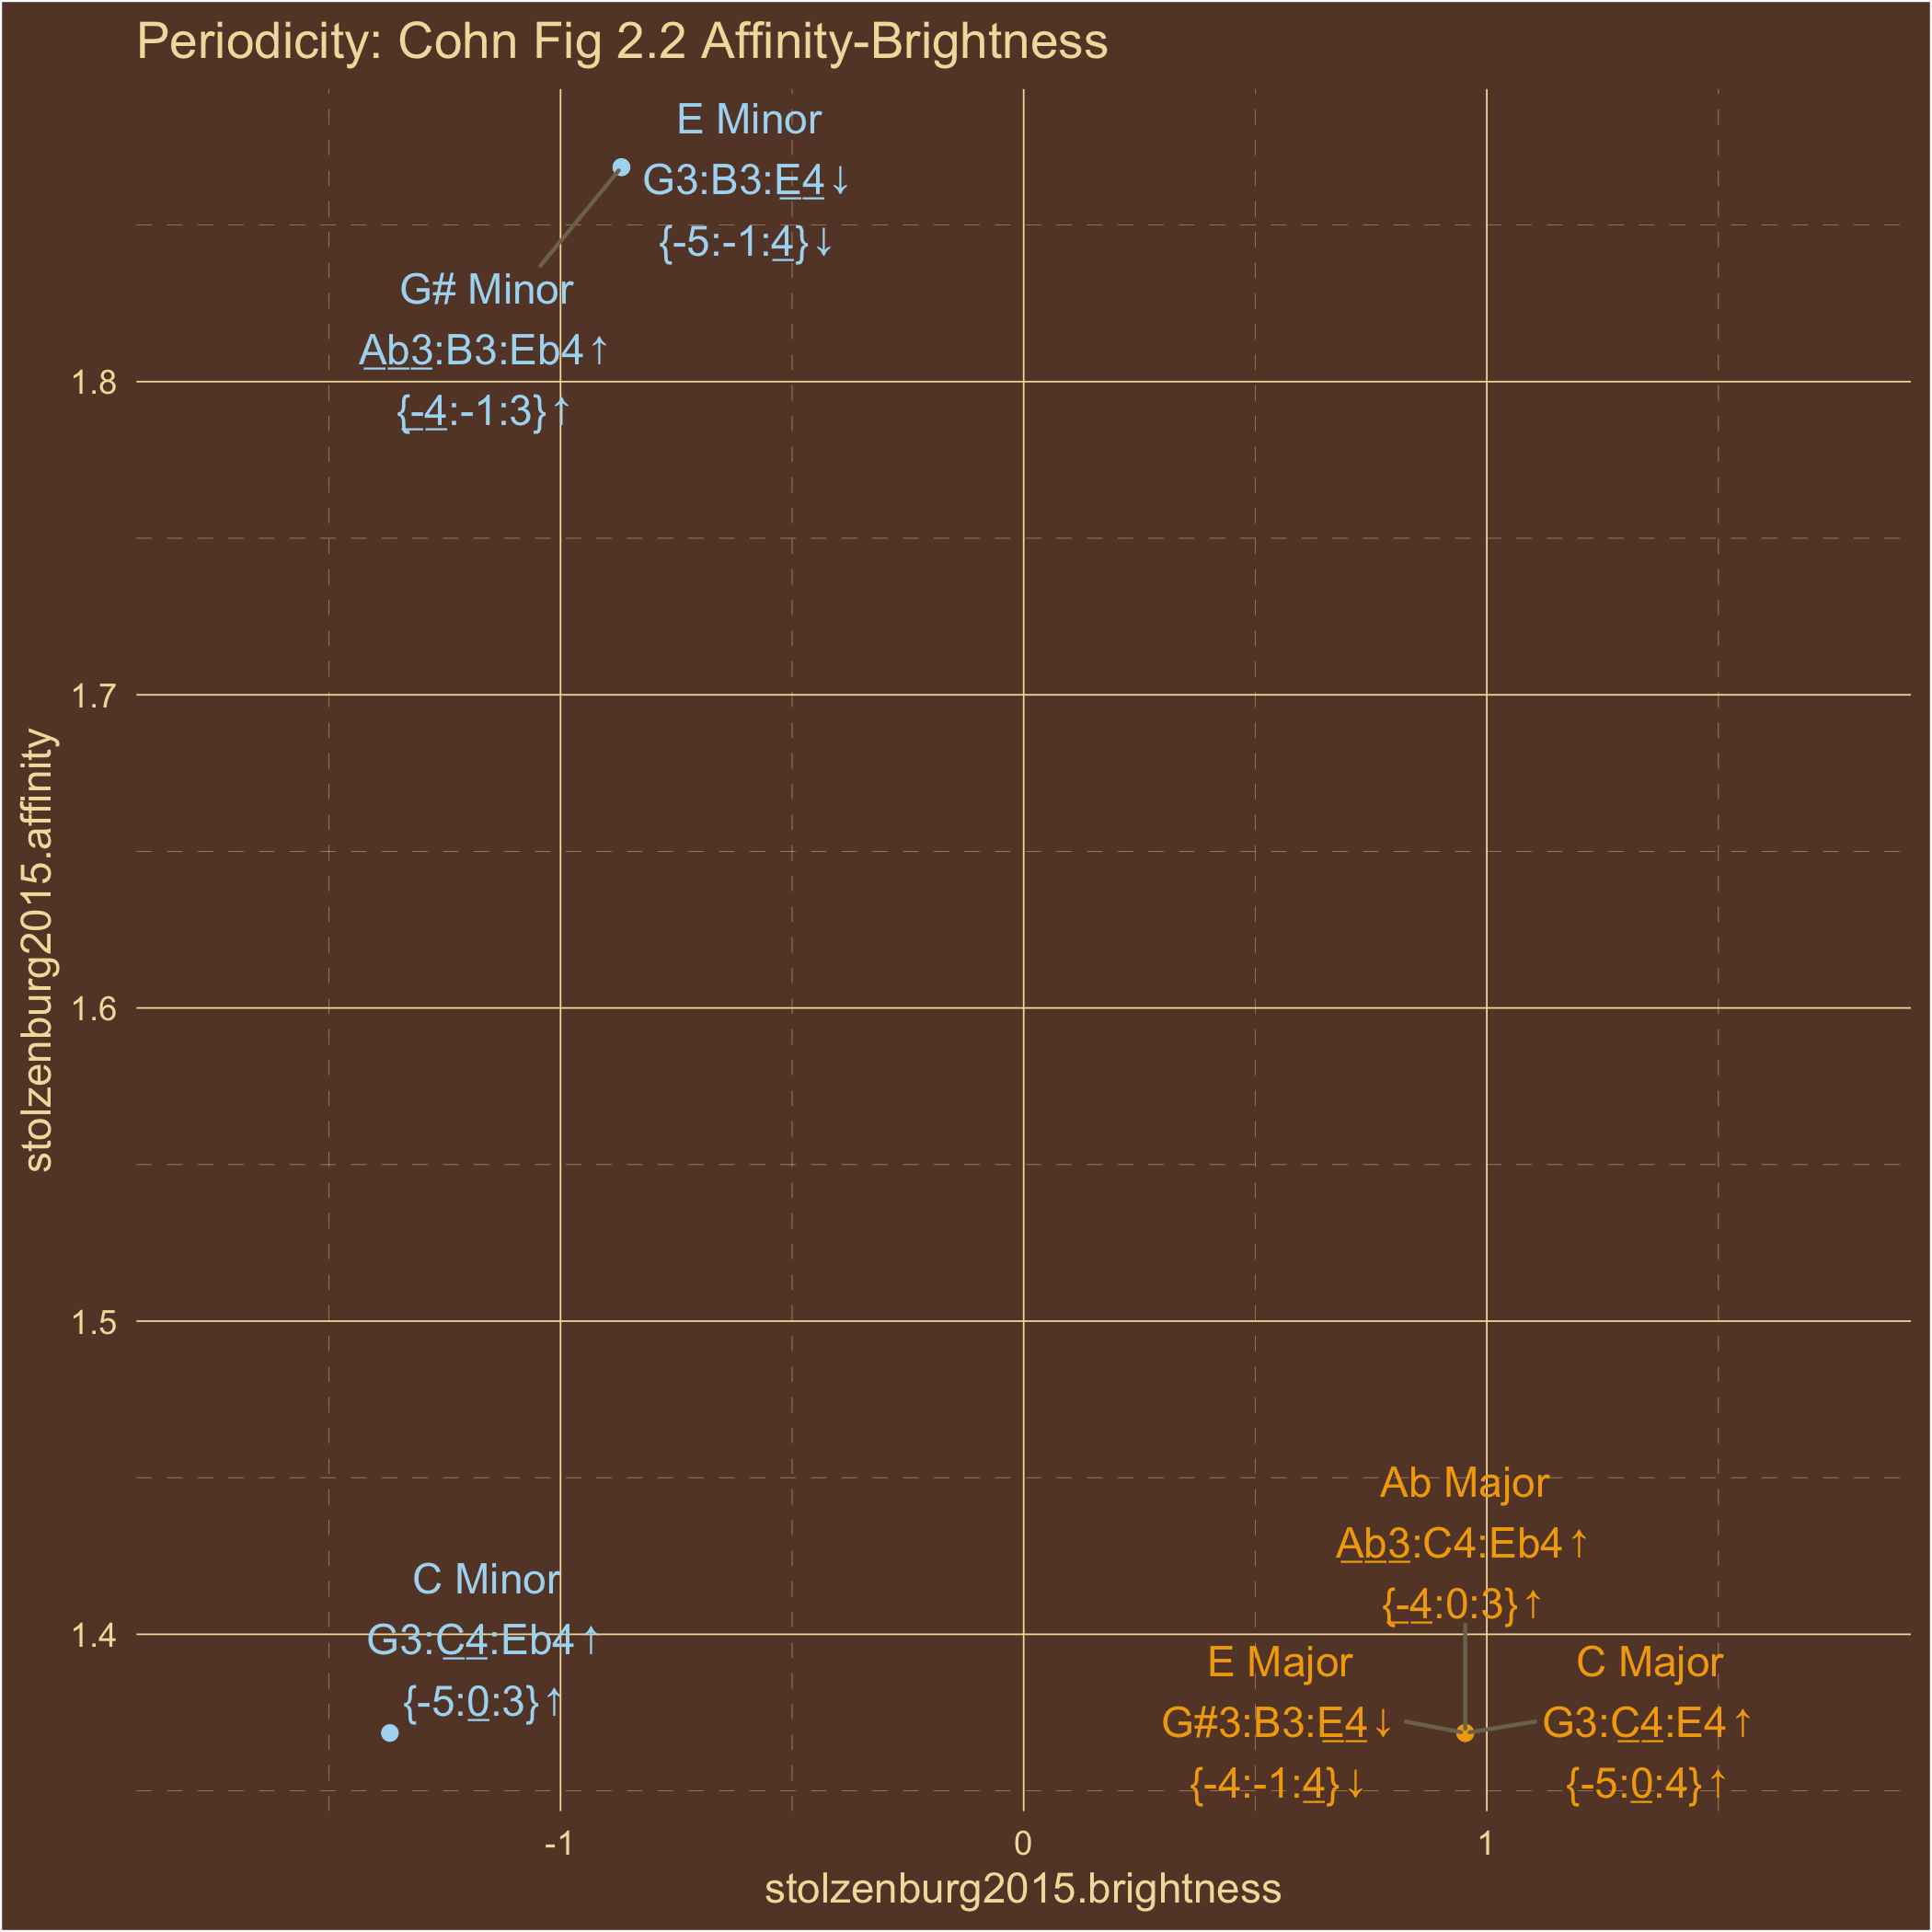 Periodicity: Cohn Fig 2.2 Affinity-Brightness
E Minor
G3:B3:E4↓
{-5:-1:4}↓
G# Minor
Ab3:B3:Eb4↑
{-4:-1:3}↑
1.8
1.7
1.6
1.5
1.4
stolzenburg2015.affinity
C Minor
G3:C4:Eb4↑
{-5:0:3}↑
Ab Major
Ab3:C4:Eb4↑
{-4:0:3}↑
E Major
G#3:B3:E4↓
{-4:-1:4}↓
C Major
G3:C4:E4↑
{-5:0:4}↑
-1
0
1
stolzenburg2015.brightness